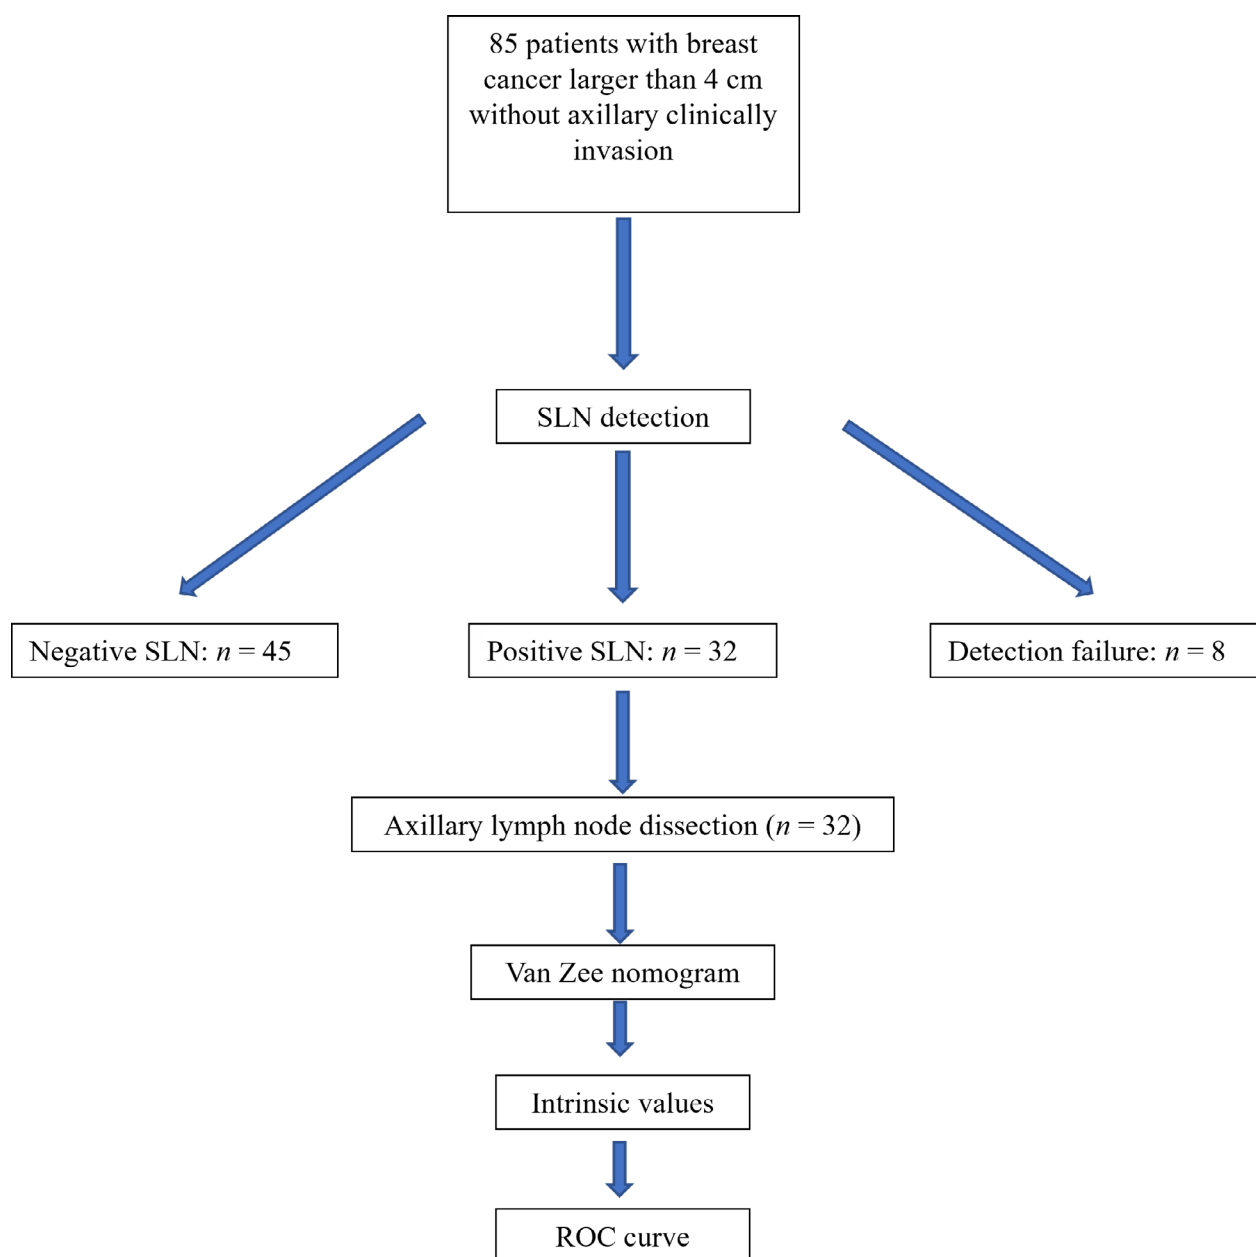 85 patients with breast
cancer larger than 4 cm
without axillary clinically
invasion
SLN detection
Negative SLN: n = 45
Positive SLN: n = 32
Detection failure: n = 8
Axillary lymph node dissection (n = 32)
Van Zee nomogram
Intrinsic values
ROC curve